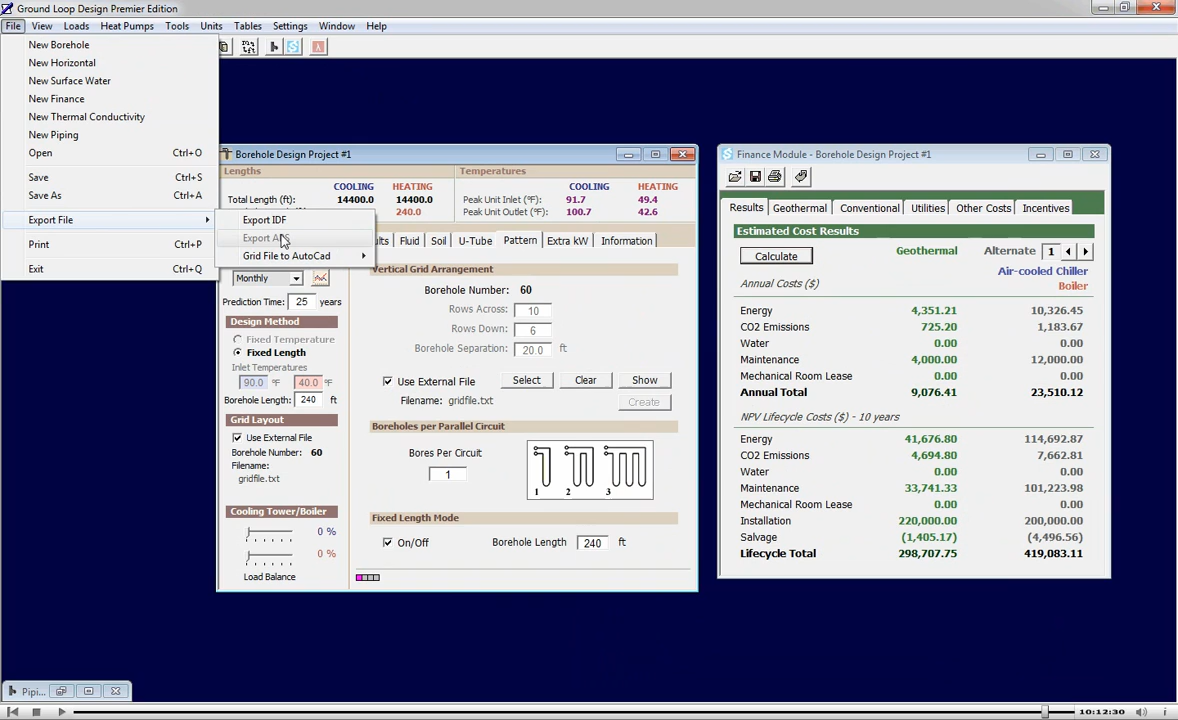 Ground Loop Design Premier Edition
File View Loads Heat Pumps Tools Units Tables Settings Window Help
New Borehole
New Horizontal
New Surface Water
New Finance
New Thermal Conductivity
New Piping
Open Ctrl+O
Save Ctrl+S
Save As Ctrl+A
Export File
Print Ctrl+P
Exit Ctrl+Q
Export IDF
Export
Grid File to AutoCad
Borehole Design Project #1
Lengths Temperatures
COOLING HEATING COOLING HEATING
Total Length (ft): 14400.0 14400.0 Peak Unit Inlet (°F): 91.7 49.4
240.0 Peak Unit Outlet (°F): 100.7 42.6
Fluid Soil U-Tube Pattern Extra kW Information
Monthly
Prediction Time: 25 years
Design Method
Fixed Temperature
Fixed Length
Inlet Temperatures
90.0 °F 40.0 °F
Borehole Length: 240 ft
Grid Layout
Use External File
Borehole Number: 60
Filename:
gridfile.txt
Cooling Tower/Boiler
0 %
0 %
Load Balance
Vertical Grid Arrangement
Borehole Number: 60
Rows Across: 10
Rows Down: 6
Borehole Separation: 20.0 ft
Use External File Select Clear Show
Filename: gridfile.txt Create
Boreholes per Parallel Circuit
Bores Per Circuit
1
1 2 3
Fixed Length Mode
On/Off Borehole Length 240 ft
Finance Module - Borehole Design Project #1
Results Geothermal Conventional Utilities Other Costs Incentives
Estimated Cost Results
Calculate Geothermal Alternate 1
Air-cooled Chiller
Annual Costs ($) Boiler
Energy 4,351.21 10,326.45
CO2 Emissions 725.20 1,183.67
Water 0.00 0.00
Maintenance 4,000.00 12,000.00
Mechanical Room Lease 0.00 0.00
Annual Total 9,076.41 23,510.12
NPV Lifecycle Costs ($) - 10 years
Energy 41,676.80 114,692.87
CO2 Emissions 4,694.80 7,662.81
Water 0.00 0.00
Maintenance 33,741.33 101,223.98
Mechanical Room Lease 0.00 0.00
Installation 220,000.00 200,000.00
Salvage (1,405.17) (4,496.56)
Lifecycle Total 298,707.75 419,083.11
Pipi...
10:12:30